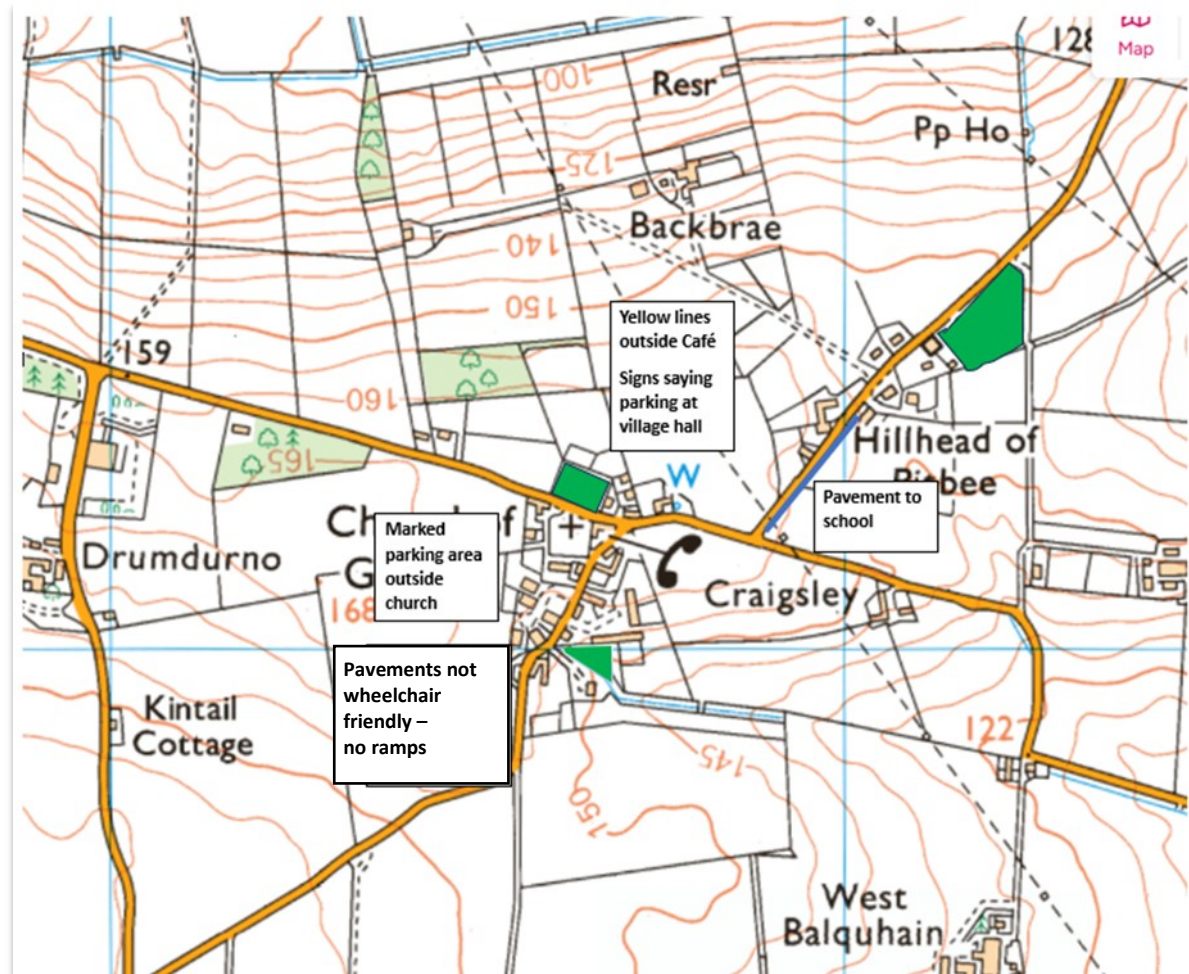 128
Map
Resr
100
Pp Ho
125
Backbrae
140
150
Yellow lines
outside Café
Signs saying
parking at
village hall
159
160
165
Hillhead of
W
Pavement to
school
Marked
parking area
outside
church
of
Drumdurno
Craigsley
168
Pavements not
wheelchair
friendly –
no ramps
Kintail
Cottage
122
145
150
West
Balquhain